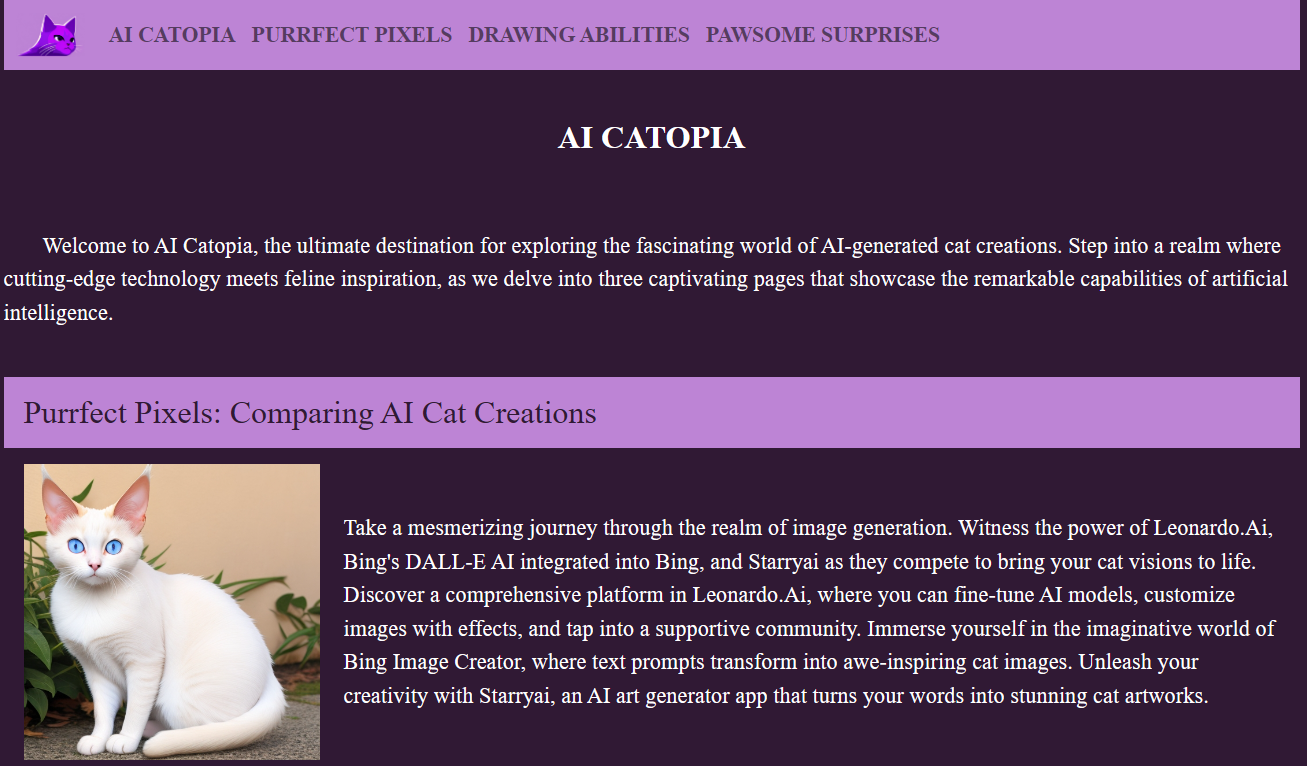 AI CATOPIA PURRFECT PIXELS DRAWING ABILITIES PAWSOME SURPRISES
AI CATOPIA
Welcome to AI Catopia, the ultimate destination for exploring the fascinating world of AI-generated cat creations. Step into a realm where
cutting-edge technology meets feline inspiration, as we delve into three captivating pages that showcase the remarkable capabilities of artificial
intelligence.
Purrfect Pixels: Comparing AI Cat Creations
Take a mesmerizing journey through the realm of image generation. Witness the power of Leonardo.Ai,
Bing's DALL-E AI integrated into Bing, and Starryai as they compete to bring your cat visions to life.
Discover a comprehensive platform in Leonardo.Ai, where you can fine-tune AI models, customize
images with effects, and tap into a supportive community. Immerse yourself in the imaginative world of
Bing Image Creator, where text prompts transform into awe-inspiring cat images. Unleash your
creativity with Starryai, an AI art generator app that turns your words into stunning cat artworks.